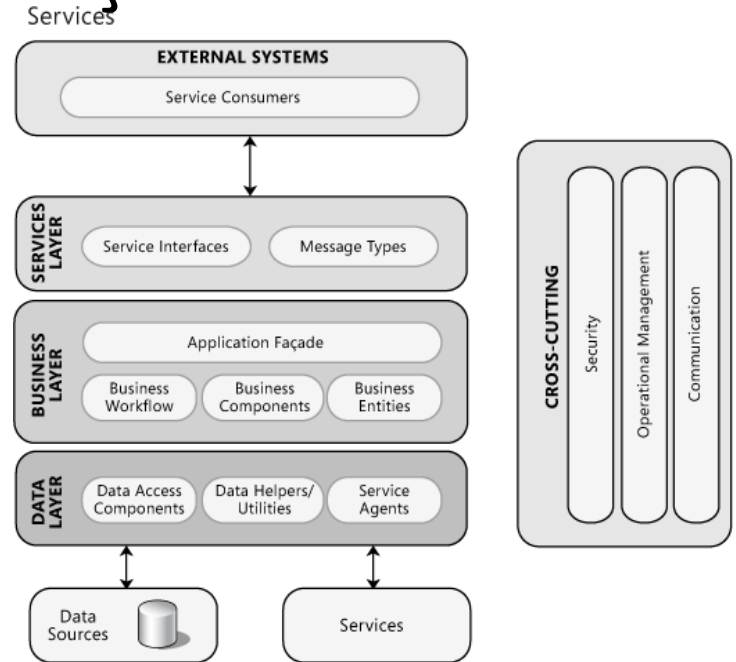 Services
EXTERNAL SYSTEMS
Service Consumers
SERVICES
LAYER
Service Interfaces
Message Types
BUSINESS
LAYER
Application Façade
Business
Workflow
Business
Components
Business
Entities
DATA
LAYER
Data Access
Components
Data Helpers/
Utilities
Service
Agents
Data
Sources
Services
CROSS-CUTTING
Security
Operational Management
Communication